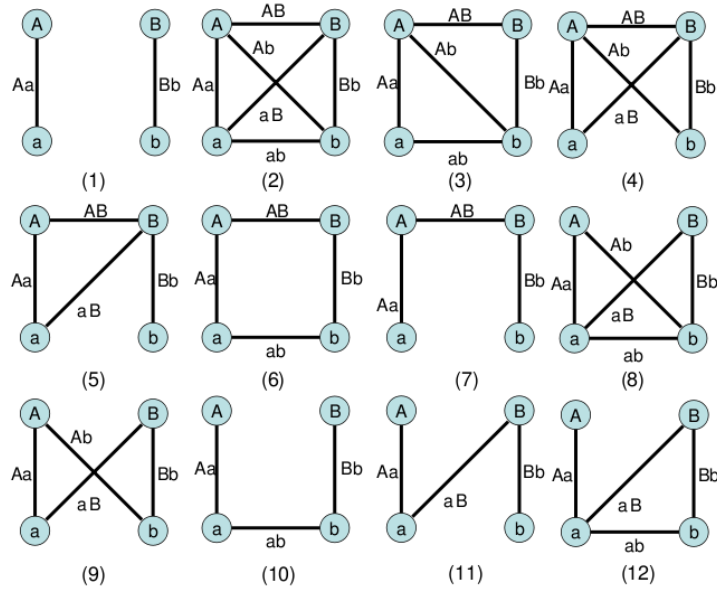 A B A AB B A AB B A AB B
Aa Bb Aa Ab Bb Aa Ab Bb Aa Ab Bb
aB aB
a b a b a b a b
ab ab
(1) (2) (3) (4)
A AB B A AB B A AB B A B
Aa Bb Aa Bb Aa Bb Aa Ab Bb
aB aB
a b a b a b a b
ab ab
(5) (6) (7) (8)
A B A B A B A B
Aa Ab Bb Aa Bb Aa Bb Aa Bb
aB aB aB
a b a b a b a b
ab ab
(9) (10) (11) (12)